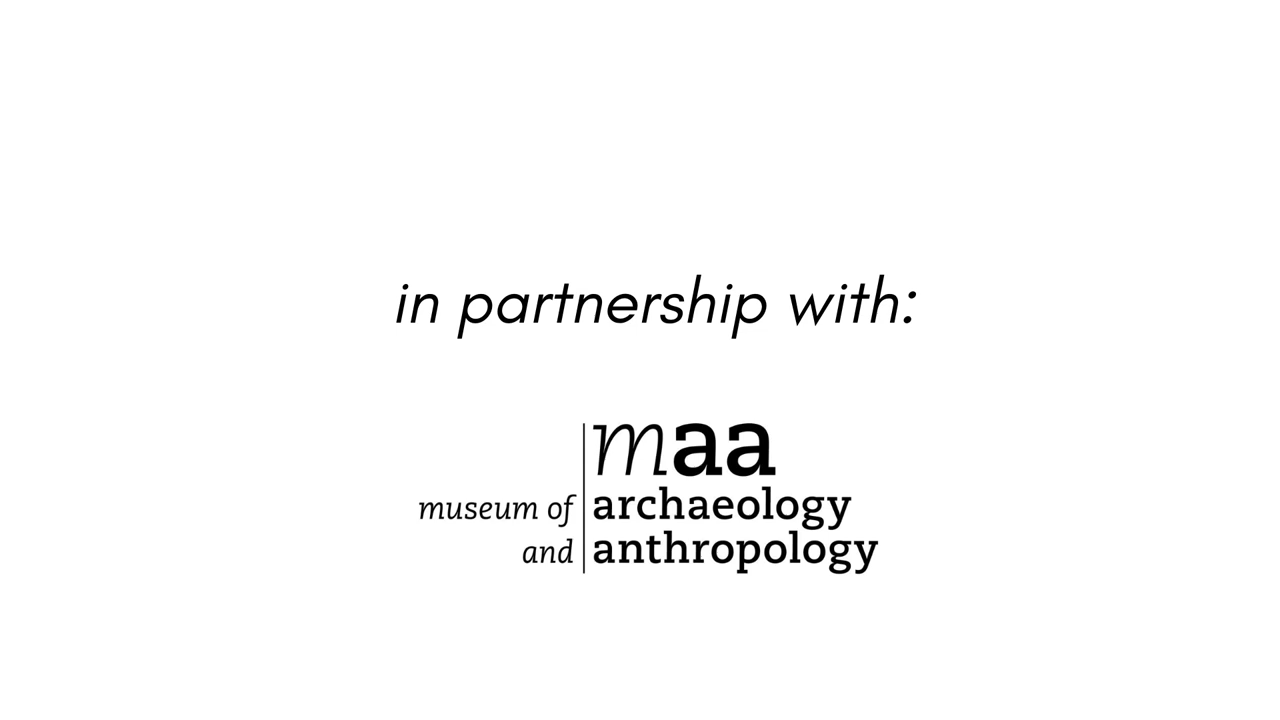 in partnership with:
maa
museum of archaeology
and anthropology